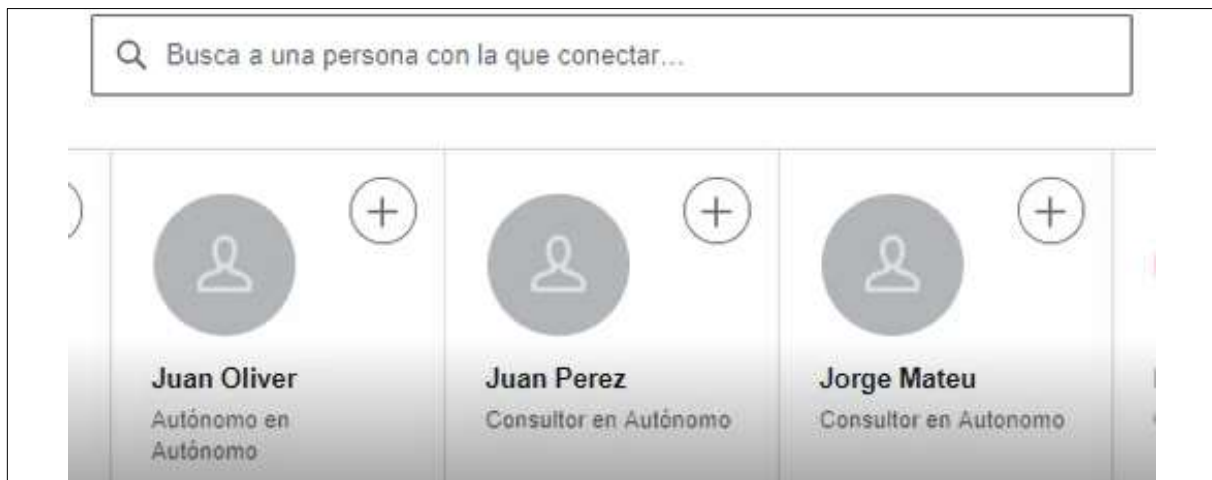 Busca a una persona con la que conectar...
Juan Oliver
Autónomo en
Autónomo
Juan Perez
Consultor en Autónomo
Jorge Mateu
Consultor en Autonomo